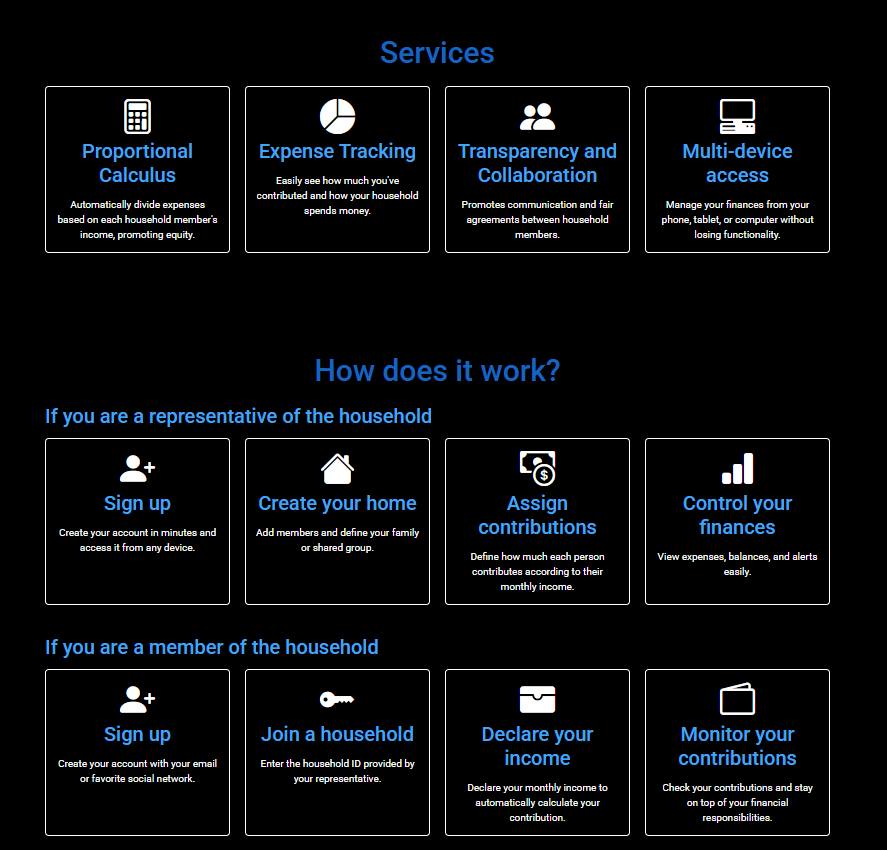 Services
Proportional
Calculus
Automatically divide expenses
based on each household member's
income, promoting equity.
Expense Tracking
Easily see how much you've
contributed and how your household
spends money.
Transparency and
Collaboration
Promotes communication and fair
agreements between household
members.
Multi-device
access
Manage your finances from your
phone, tablet, or computer without
losing functionality.
How does it work?
If you are a representative of the household
Sign up
Create your account in minutes and
access it from any device.
Create your home
Add members and define your family
or shared group.
$
Assign
contributions
Define how much each person
contributes according to their
monthly income.
Control your
finances
View expenses, balances, and alerts
easily.
If you are a member of the household
Sign up
Create your account with your email
or favorite social network.
Join a household
Enter the household ID provided by
your representative.
Declare your
income
Declare your monthly income to
automatically calculate your
contribution.
Monitor your
contributions
Check your contributions and stay
on top of your financial
responsibilities.